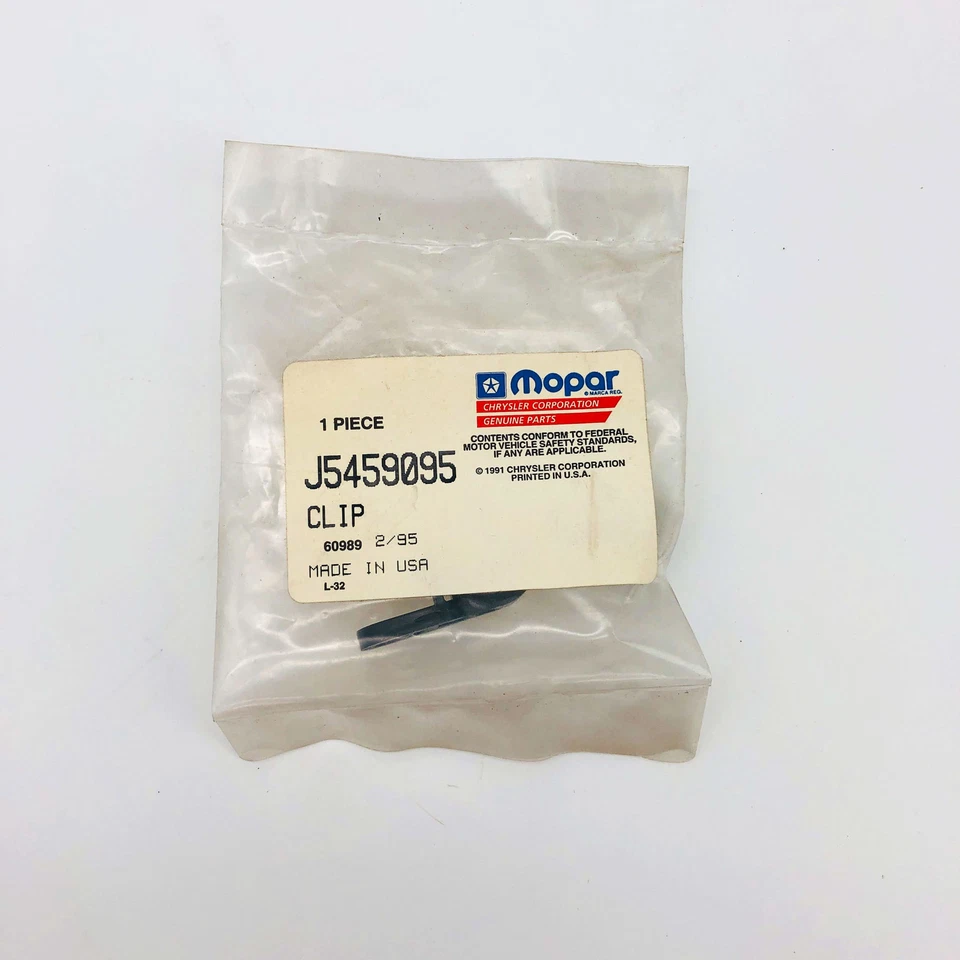 1 PIECE
J5459095
CLIP
60989 2/95
MADE IN USA
L-32
Mopar
® MARCA REG.
CHRYSLER CORPORATION
GENUINE PARTS
CONTENTS CONFORM TO FEDERAL
MOTOR VEHICLE SAFETY STANDARDS,
IF ANY ARE APPLICABLE.
© 1991 CHRYSLER CORPORATION
PRINTED IN U.S.A.